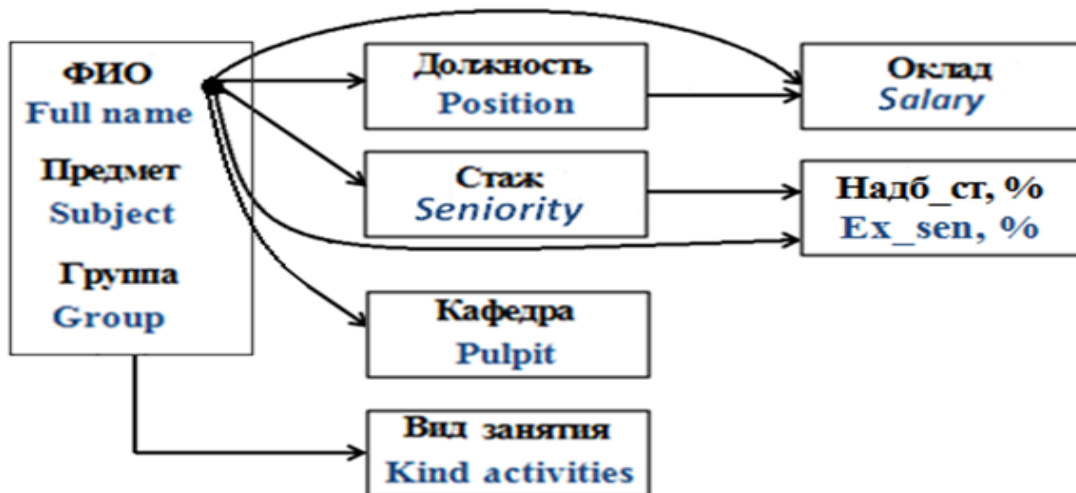 ФИО
Full name
Предмет
Subject
Группа
Group
Должность
Position
Оклад
Salary
Стаж
Seniority
Надб_ст, %
Ex_sen, %
Кафедра
Pulpit
Вид занятия
Kind activities